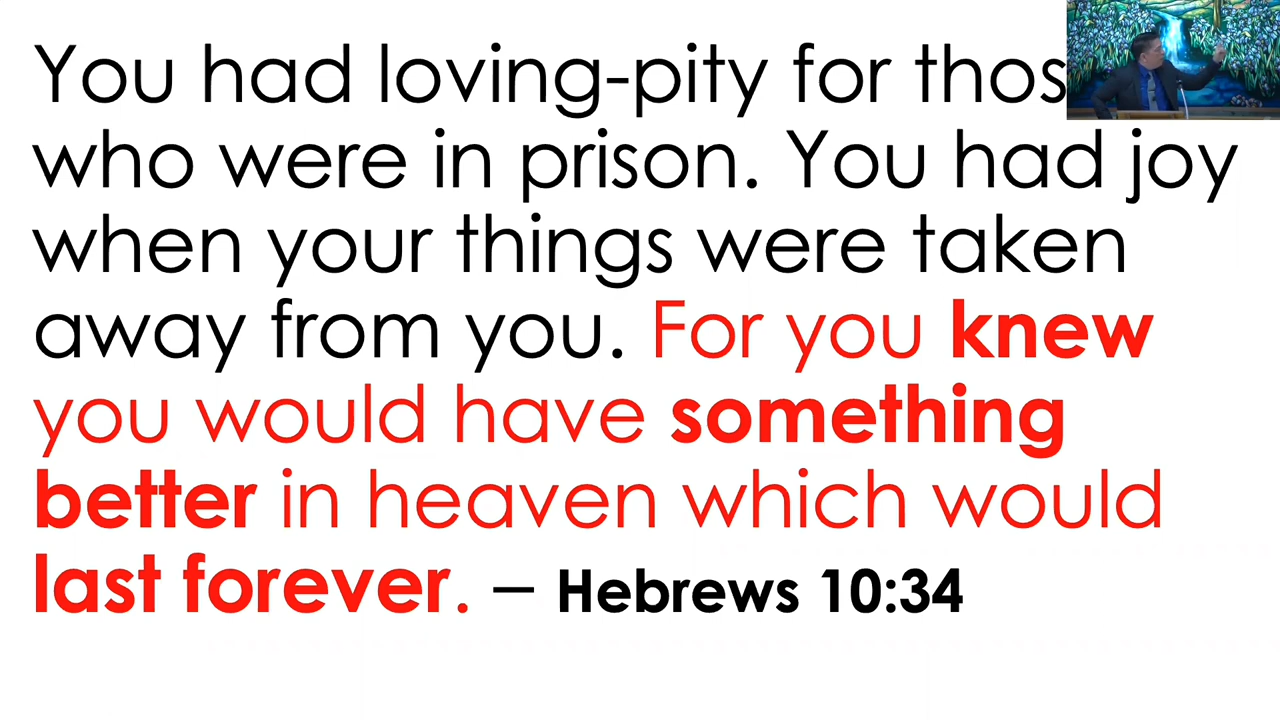 You had loving-pity for thos
who were in prison. You had joy
when your things were taken
away from you. For you knew
you would have something
better in heaven which would
last forever. – Hebrews 10:34